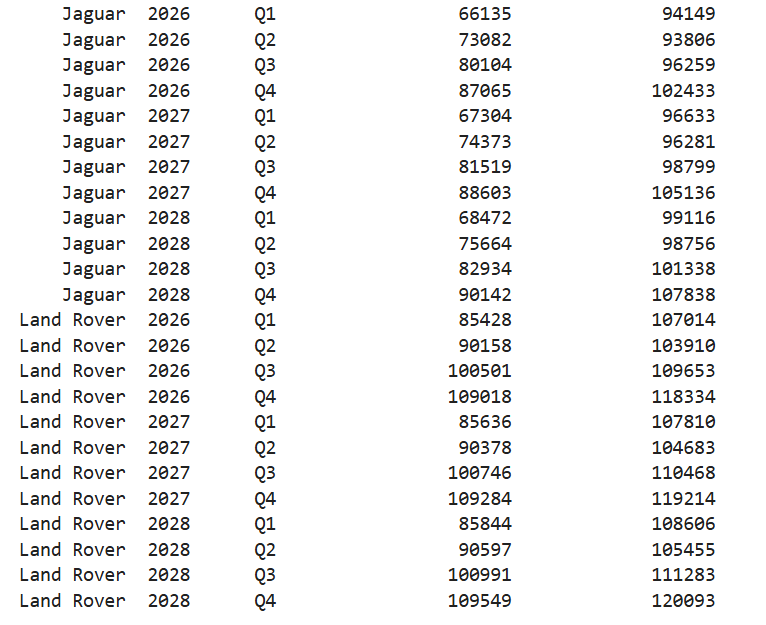 Jaguar 2026 Q1 66135 94149
Jaguar 2026 Q2 73082 93806
Jaguar 2026 Q3 80104 96259
Jaguar 2026 Q4 87065 102433
Jaguar 2027 Q1 67304 96633
Jaguar 2027 Q2 74373 96281
Jaguar 2027 Q3 81519 98799
Jaguar 2027 Q4 88603 105136
Jaguar 2028 Q1 68472 99116
Jaguar 2028 Q2 75664 98756
Jaguar 2028 Q3 82934 101338
Jaguar 2028 Q4 90142 107838
Land Rover 2026 Q1 85428 107014
Land Rover 2026 Q2 90158 103910
Land Rover 2026 Q3 100501 109653
Land Rover 2026 Q4 109018 118334
Land Rover 2027 Q1 85636 107810
Land Rover 2027 Q2 90378 104683
Land Rover 2027 Q3 100746 110468
Land Rover 2027 Q4 109284 119214
Land Rover 2028 Q1 85844 108606
Land Rover 2028 Q2 90597 105455
Land Rover 2028 Q3 100991 111283
Land Rover 2028 Q4 109549 120093